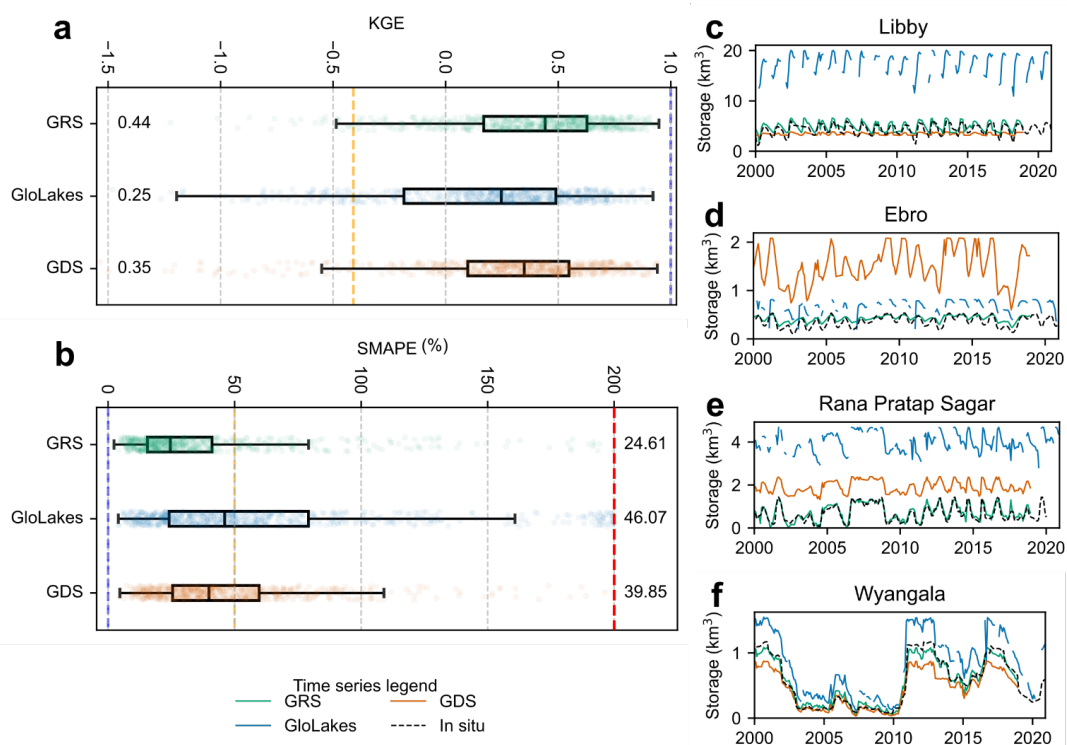 a
KGE
-1.5
-1.0
-0.5
0.0
0.5
1.0
GRS
0.44
GloLakes
0.25
GDS
0.35
b
SMAPE (%)
0
50
100
150
200
GRS
24.61
GloLakes
46.07
GDS
39.85
Time series legend
GRS
GDS
GloLakes
In situ
c
Libby
Storage (km³)
20
10
0
2000 2005 2010 2015 2020
d
Ebro
Storage (km³)
2
1
0
2000 2005 2010 2015 2020
e
Rana Pratap Sagar
Storage (km³)
4
2
0
2000 2005 2010 2015 2020
f
Wyangala
Storage (km³)
1
0
2000 2005 2010 2015 2020